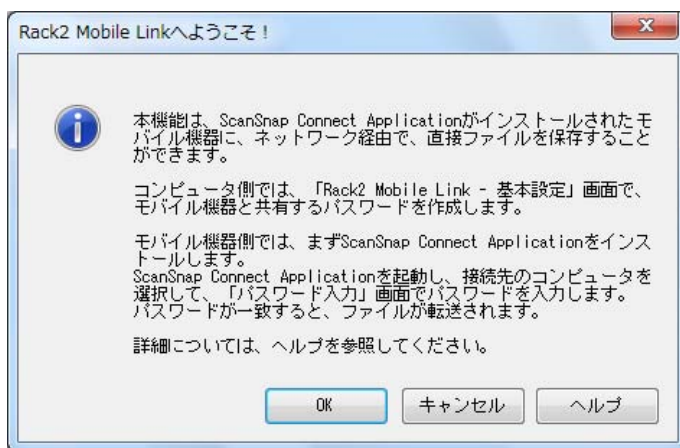 Rack2 Mobile Linkへようこそ！
本機能は、ScanSnap Connect Applicationがインストールされたモ
バイル機器に、ネットワーク経由で、直接ファイルを保存すること
ができます。
コンピュータ側では、「Rack2 Mobile Link - 基本設定」画面で、
モバイル機器と共有するパスワードを作成します。
モバイル機器側では、まずScanSnap Connect Applicationをインス
トールします。
ScanSnap Connect Applicationを起動し、接続先のコンピュータを
選択して、「パスワード入力」画面でパスワードを入力します。
パスワードが一致すると、ファイルが転送されます。
詳細については、ヘルプを参照してください。
OK
キャンセル
ヘルプ